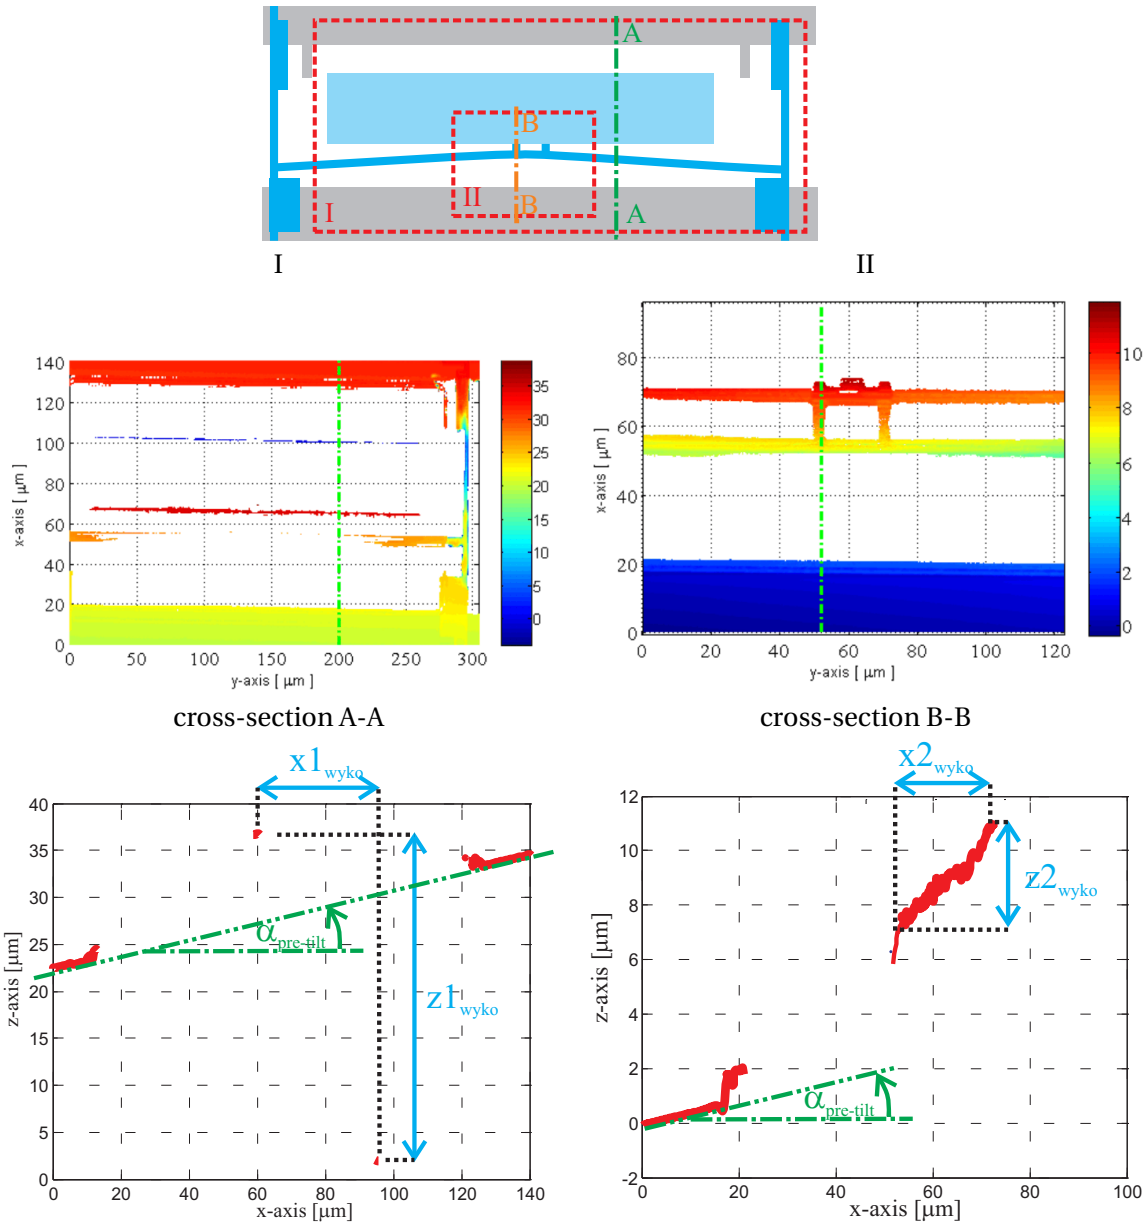 A
B
II
B
I
A
I II
140
120
100
80
60
40
20
0
x-axis [ μm ]
0 50 100 150 200 250 300
y-axis [ μm ]
35
30
25
20
15
10
5
0
80
60
40
20
0
x-axis [ μm ]
0 20 40 60 80 100 120
y-axis [ μm ]
10
8
6
4
2
0
cross-section A-A
cross-section B-B
x1wyko
40
35
30
25
20
15
10
5
0
z-axis [μm]
αpre-tilt
z1wyko
0 20 40 60 80 100 120 140
x-axis [μm]
x2wyko
12
10
8
6
4
2
0
-2
z-axis [μm]
z2wyko
αpre-tilt
0 20 40 60 80 100
x-axis [μm]